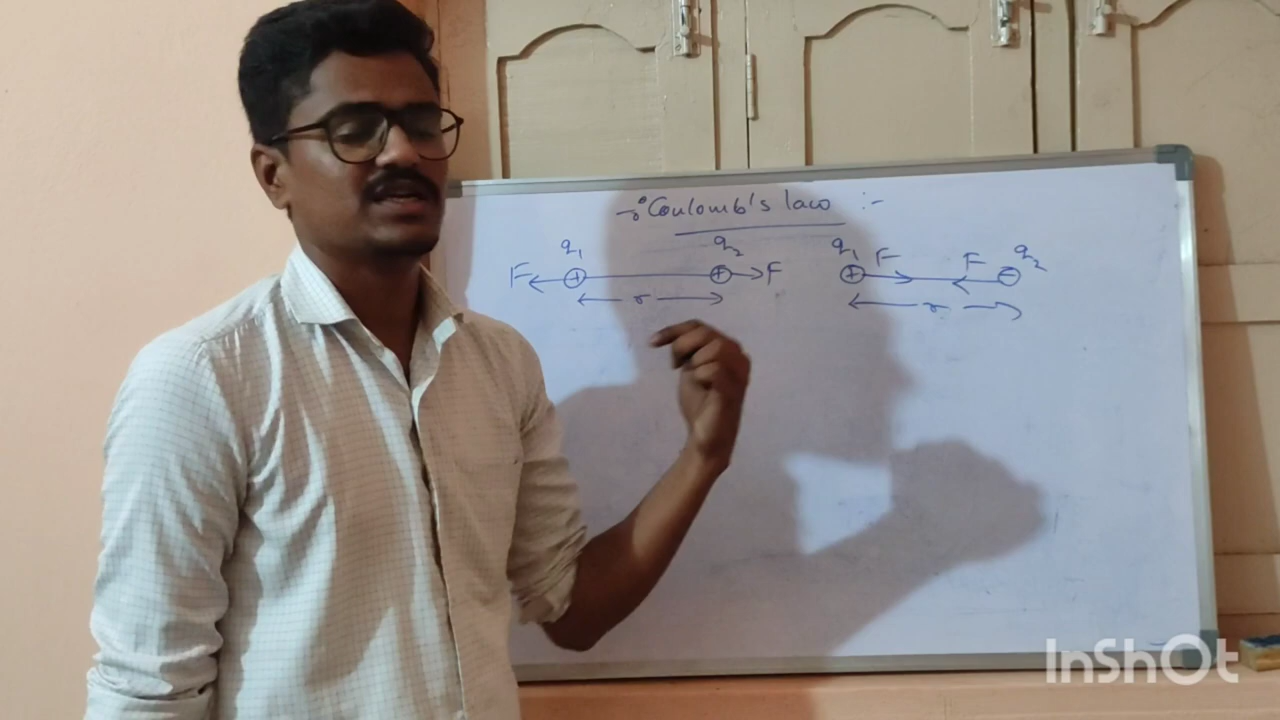 -: Coulomb's law :-
q₁ q₂ q₁ F F q₂
F + + F + -
r r
InShOt